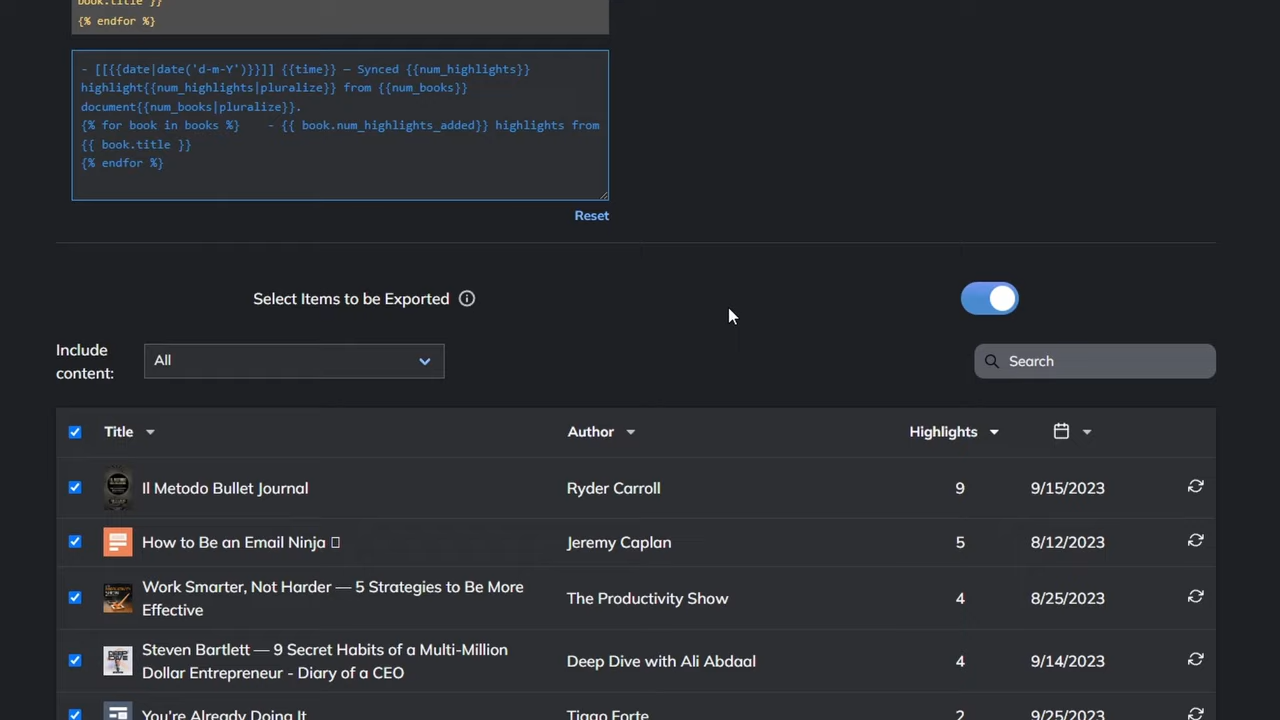 book.title }}
{% endfor %}
- [[{{date|date('d-m-Y')}}]] {{time}} — Synced {{num_highlights}}
highlight{{num_highlights|pluralize}} from {{num_books}}
document{{num_books|pluralize}}.
{% for book in books %}    - {{ book.num_highlights_added}} highlights from
{{ book.title }}
{% endfor %}
Reset
Select Items to be Exported
Include
content:
All
Search
Title Author Highlights
Il Metodo Bullet Journal Ryder Carroll 9 9/15/2023
How to Be an Email Ninja Jeremy Caplan 5 8/12/2023
Work Smarter, Not Harder — 5 Strategies to Be More
Effective
The Productivity Show 4 8/25/2023
Steven Bartlett — 9 Secret Habits of a Multi-Million
Dollar Entrepreneur - Diary of a CEO
Deep Dive with Ali Abdaal 4 9/14/2023
You're Already Doing It Tiago Forte 2 9/25/2023